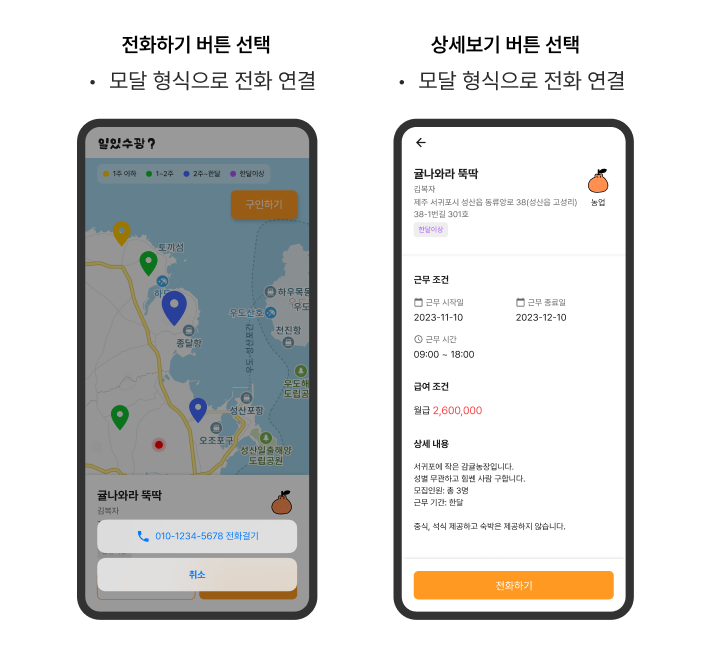 전화하기 버튼 선택
• 모달 형식으로 전화 연결
일있수광?
1주 이하
1~2주
2주~한달
한달이상
구인하기
토끼섬
하우목동
우도
우도산호
천진항
종달항
우도-성산포간
우도해
도립공
성산포항
오조포구
성산일출해양
도립공원
귤나와라 뚝딱
김복자
010-1234-5678 전화걸기
취소
상세보기 버튼 선택
• 모달 형식으로 전화 연결
귤나와라 뚝딱
김복자
제주 서귀포시 성산읍 동류암로 38(성산읍 고성리)
38-1번길 301호
한달이상
농업
근무 조건
근무 시작일
근무 종료일
2023-11-10
2023-12-10
근무 시간
09:00 ~ 18:00
급여 조건
월급 2,600,000
상세 내용
서귀포에 작은 감귤농장입니다.
성별 무관하고 힘쎈 사람 구합니다.
모집인원: 총 3명
근무 기간: 한달
중식, 석식 제공하고 숙박은 제공하지 않습니다.
전화하기